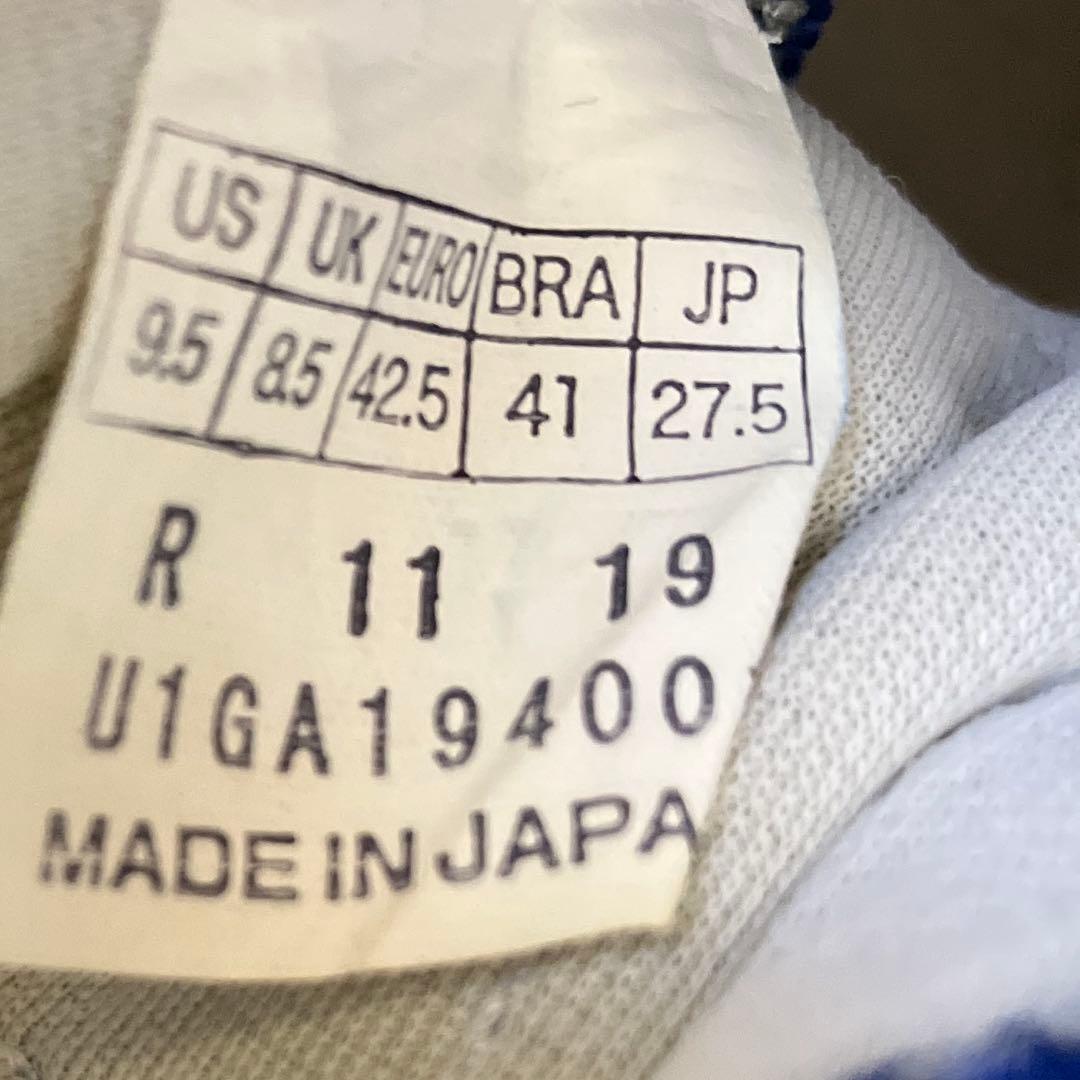 US UK EURO BRA JP
9.5 8.5 42.5 41 27.5
R 11 19
U1GA19400
MADE IN JAPA